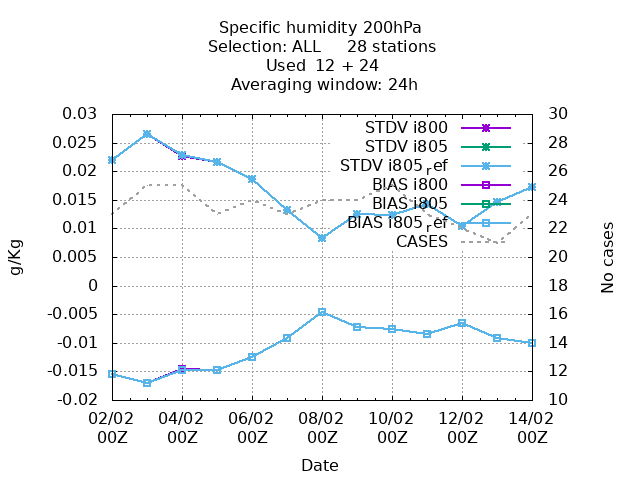 Specific humidity 200hPa
Selection: ALL 28 stations
Used 12 + 24
Averaging window: 24h
0.03
0.025
0.02
0.015
0.01
0.005
0
-0.005
-0.01
-0.015
-0.02
g/Kg
STDV i800
STDV i805
STDV i805ref
BIAS i800
BIAS i805
BIAS i805ref
CASES
30
28
26
24
22
20
18
16
14
12
10
No cases
02/02 04/02 06/02 08/02 10/02 12/02 14/02
00Z 00Z 00Z 00Z 00Z 00Z 00Z
Date